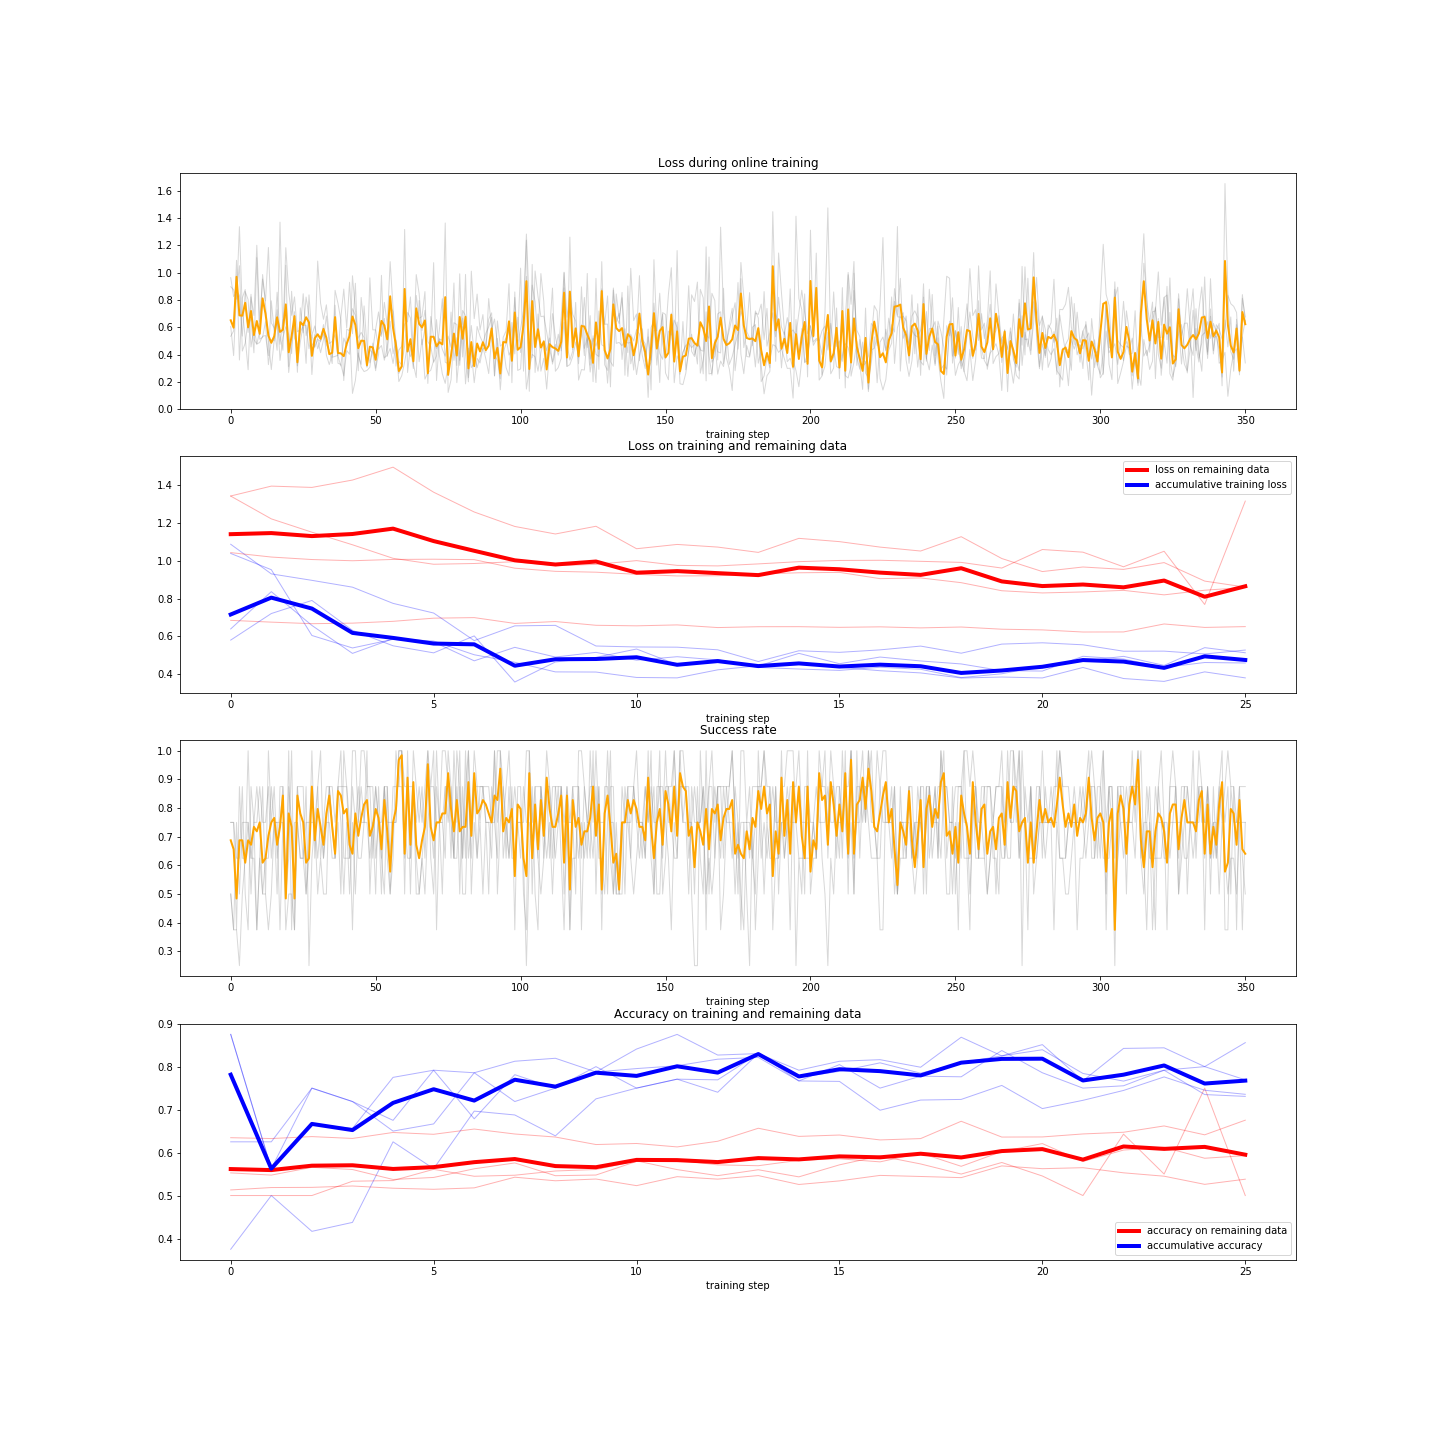 Loss during online training
1.6
1.4
1.2
1.0
0.8
0.6
0.4
0.2
0.0
0 50 100 150 200 250 300 350
training step
Loss on training and remaining data
loss on remaining data
accumulative training loss
1.4
1.2
1.0
0.8
0.6
0.4
0 5 10 15 20 25
training step
Success rate
1.0
0.9
0.8
0.7
0.6
0.5
0.4
0.3
0 50 100 150 200 250 300 350
training step
Accuracy on training and remaining data
0.9
0.8
0.7
0.6
0.5
0.4
accuracy on remaining data
accumulative accuracy
0 5 10 15 20 25
training step